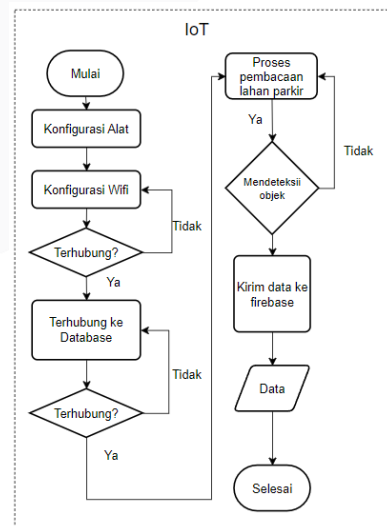 IoT
Mulai
Konfigurasi Alat
Konfigurasi Wifi
Tidak
Terhubung?
Ya
Terhubung ke
Database
Tidak
Terhubung?
Ya
Proses
pembacaan
lahan parkir
Ya
Tidak
Mendeteksii
objek
Kirim data ke
firebase
Data
Selesai